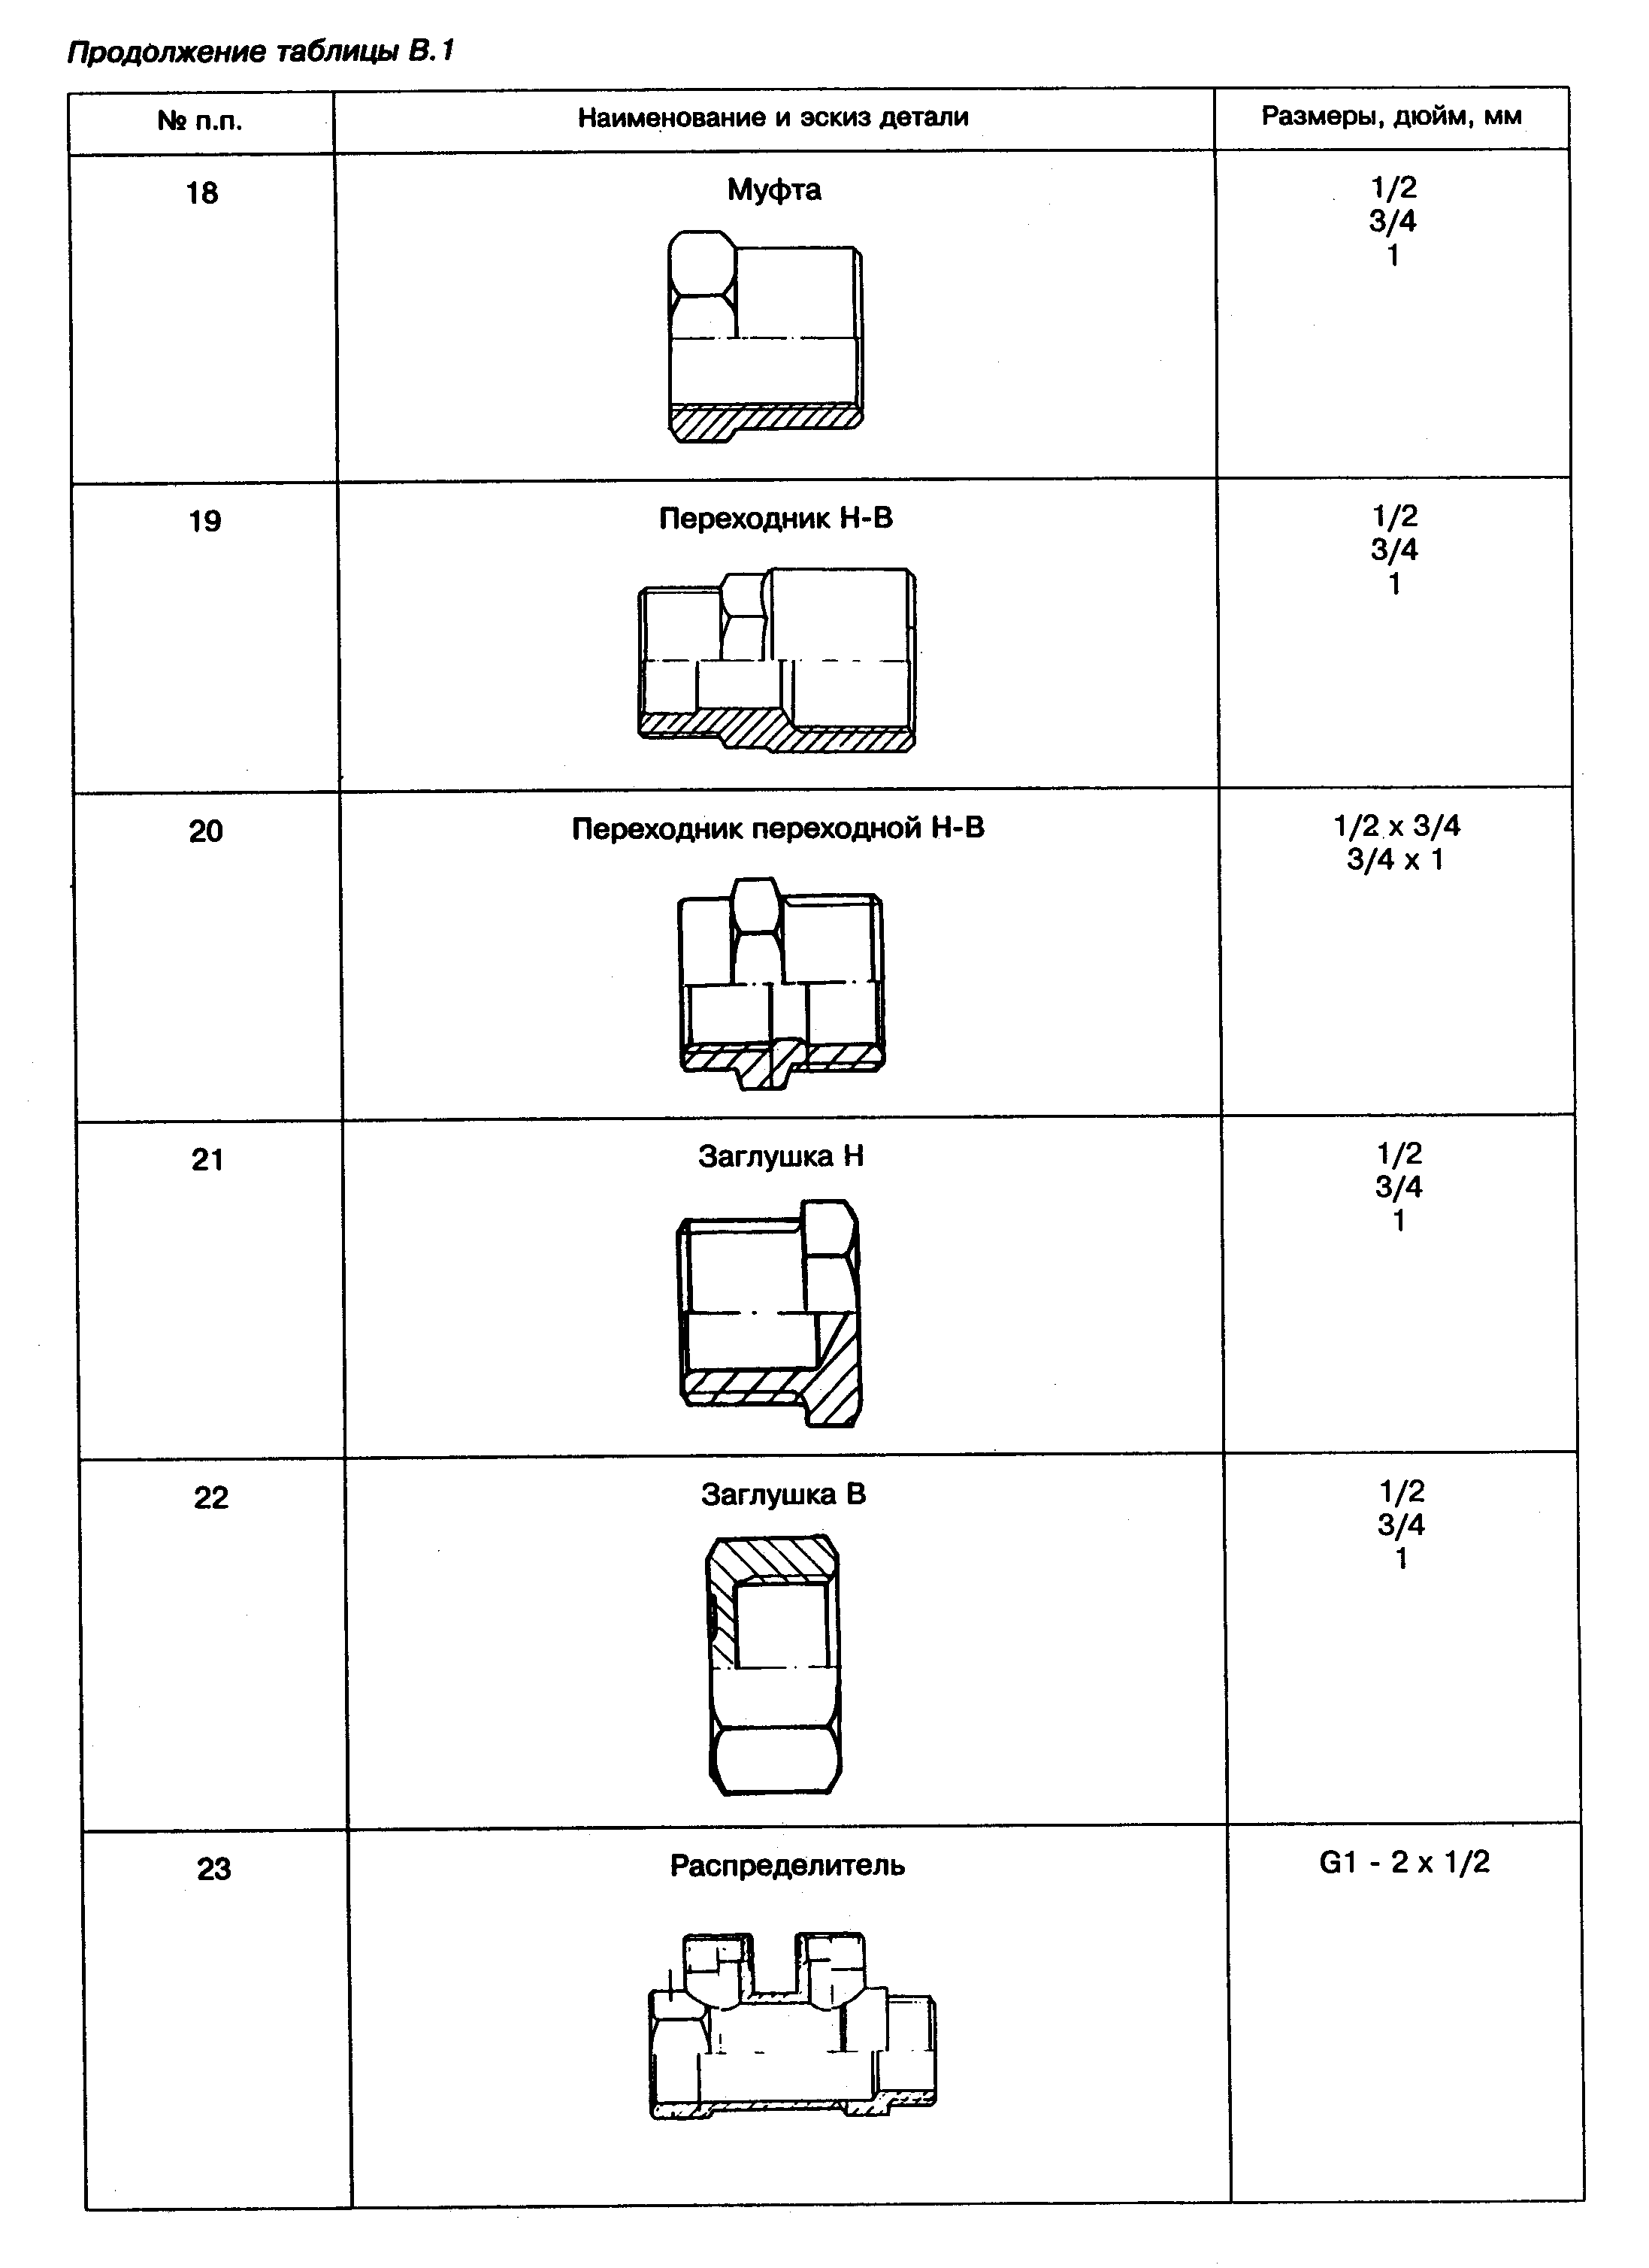 Продолжение таблицы В.1
№ п.п.
Наименование и эскиз детали
Размеры, дюйм, мм
18
Муфта
1/2
3/4
1
19
Переходник Н-В
1/2
3/4
1
20
Переходник переходной Н-В
1/2 x 3/4
3/4 x 1
21
Заглушка Н
1/2
3/4
1
22
Заглушка В
1/2
3/4
1
23
Распределитель
G1 - 2 x 1/2